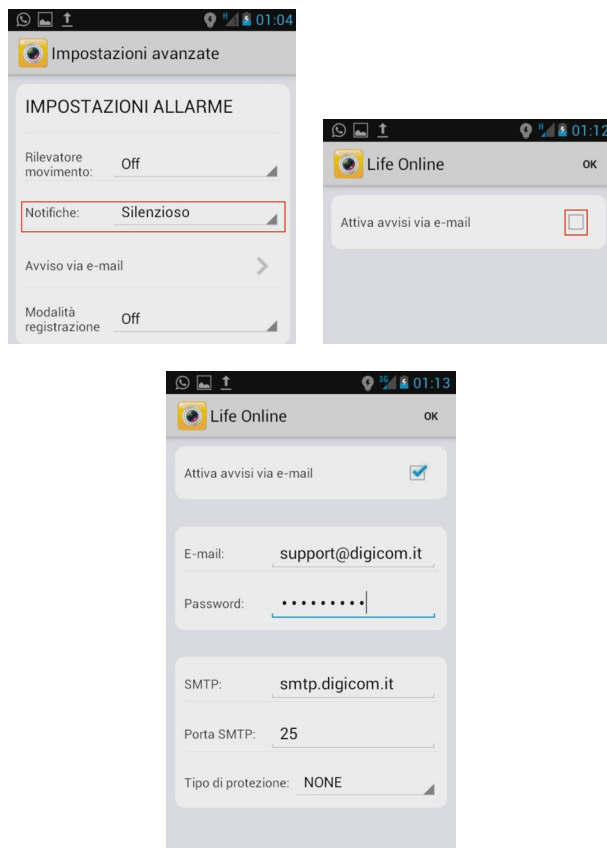 01:04
Impostazioni avanzate
IMPOSTAZIONI ALLARME
Rilevatore
movimento: Off
Notifiche: Silenzioso
Avviso via e-mail
Modalità
registrazione Off
01:12
Life Online OK
Attiva avvisi via e-mail
3G 01:13
Life Online OK
Attiva avvisi via e-mail
E-mail: support@digicom.it
Password: •••••••••
SMTP: smtp.digicom.it
Porta SMTP: 25
Tipo di protezione: NONE